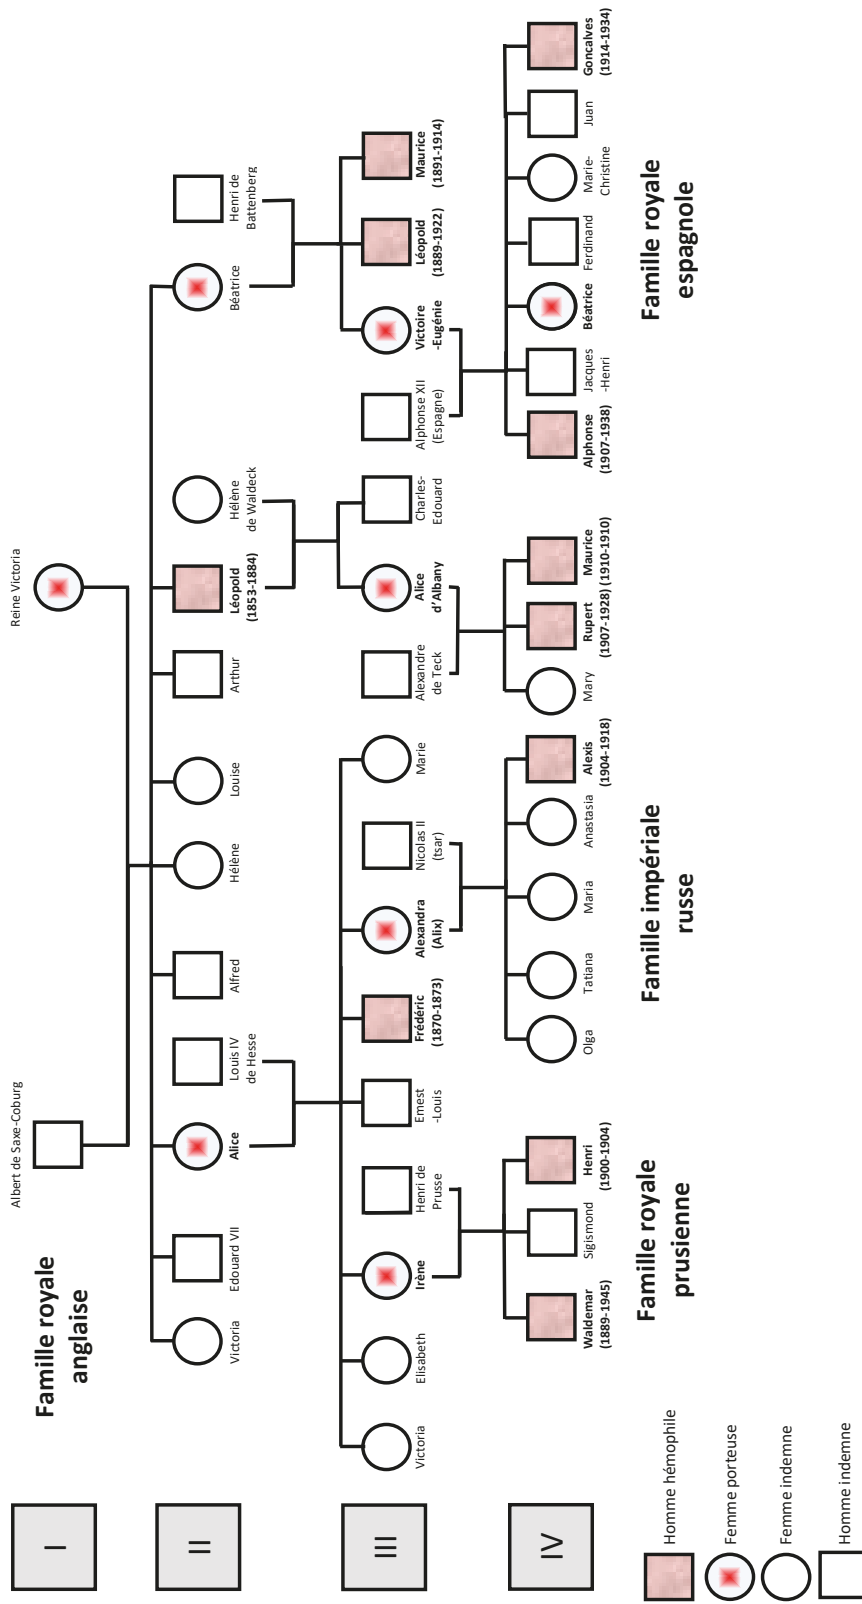 Famille royale
anglaise
I
Albert de Saxe-Coburg
Reine Victoria
II
Victoria
Edouard VII
Alice
Louis IV
de Hesse
Alfred
Hélène
Louise
Arthur
Léopold
(1853-1884)
Hélène
de Waldeck
Béatrice
Henri de
Battenberg
III
Victoria
Elisabeth
Irène
Henri de
Prusse
Ernest
-Louis
Frédéric
(1870-1873)
Alexandra
(Alix)
Nicolas II
(tsar)
Marie
Alexandre
de Teck
Alice
d'Albany
Charles-
Edouard
Alphonse XII
(Espagne)
Victoire
-Eugénie
Léopold
(1889-1922)
Maurice
(1891-1914)
IV
Waldemar
(1889-1945)
Sigismond
Henri
(1900-1904)
Olga
Tatiana
Maria
Anastasia
Alexis
(1904-1918)
Mary
Rupert
(1907-1928)
Maurice
(1910-1910)
Alphonse
(1907-1938)
Jacques
-Henri
Béatrice
Ferdinand
Marie-
Christine
Juan
Goncalves
(1914-1934)
Famille royale
prusienne
Famille impériale
russe
Famille royale
espagnole
Homme hémophile
Femme porteuse
Femme indemne
Homme indemne